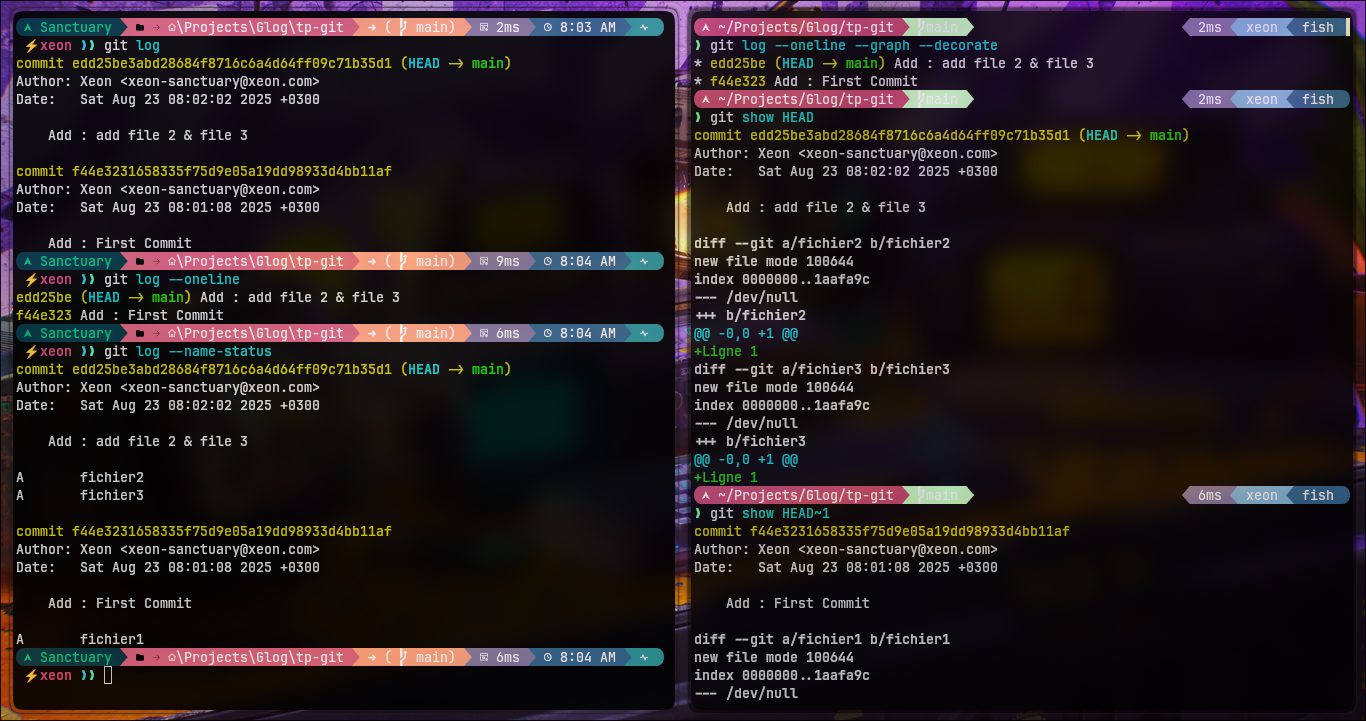 Sanctuary → ~\Projects\Glog\tp-git → ( main) 2ms 8:03 AM
⚡xeon ❯❯ git log
commit edd25be3abd28684f8716c6a4d64ff09c71b35d1 (HEAD -> main)
Author: Xeon <xeon-sanctuary@xeon.com>
Date:   Sat Aug 23 08:02:02 2025 +0300
    Add : add file 2 & file 3
commit f44e3231658335f75d9e05a19dd98933d4bb11af
Author: Xeon <xeon-sanctuary@xeon.com>
Date:   Sat Aug 23 08:01:08 2025 +0300
    Add : First Commit
Sanctuary → \Projects\Glog\tp-git → ( main) 9ms 8:04 AM
⚡xeon ❯❯ git log --oneline
edd25be (HEAD -> main) Add : add file 2 & file 3
f44e323 Add : First Commit
Sanctuary → \Projects\Glog\tp-git → ( main) 6ms 8:04 AM
⚡xeon ❯❯ git log --name-status
commit edd25be3abd28684f8716c6a4d64ff09c71b35d1 (HEAD -> main)
Author: Xeon <xeon-sanctuary@xeon.com>
Date:   Sat Aug 23 08:02:02 2025 +0300
    Add : add file 2 & file 3
A       fichier2
A       fichier3
commit f44e3231658335f75d9e05a19dd98933d4bb11af
Author: Xeon <xeon-sanctuary@xeon.com>
Date:   Sat Aug 23 08:01:08 2025 +0300
    Add : First Commit
A       fichier1
Sanctuary → \Projects\Glog\tp-git → ( main) 6ms 8:04 AM
⚡xeon ❯❯
~/Projects/Glog/tp-git main 2ms xeon fish
❯ git log --oneline --graph --decorate
* edd25be (HEAD -> main) Add : add file 2 & file 3
* f44e323 Add : First Commit
~/Projects/Glog/tp-git main 2ms xeon fish
❯ git show HEAD
commit edd25be3abd28684f8716c6a4d64ff09c71b35d1 (HEAD -> main)
Author: Xeon <xeon-sanctuary@xeon.com>
Date:   Sat Aug 23 08:02:02 2025 +0300
    Add : add file 2 & file 3
diff --git a/fichier2 b/fichier2
new file mode 100644
index 0000000..1aafa9c
--- /dev/null
+++ b/fichier2
@@ -0,0 +1 @@
+Ligne 1
diff --git a/fichier3 b/fichier3
new file mode 100644
index 0000000..1aafa9c
--- /dev/null
+++ b/fichier3
@@ -0,0 +1 @@
+Ligne 1
~/Projects/Glog/tp-git main 6ms xeon fish
❯ git show HEAD~1
commit f44e3231658335f75d9e05a19dd98933d4bb11af
Author: Xeon <xeon-sanctuary@xeon.com>
Date:   Sat Aug 23 08:01:08 2025 +0300
    Add : First Commit
diff --git a/fichier1 b/fichier1
new file mode 100644
index 0000000..1aafa9c
--- /dev/null